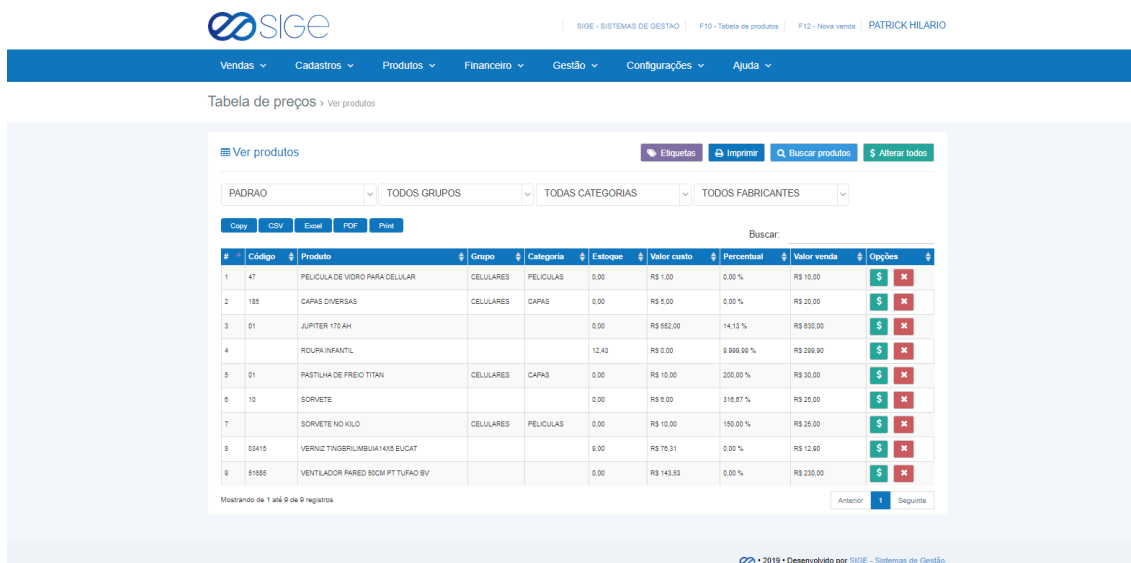 SIGE
SIGE - SISTEMAS DE GESTAO F10 - Tabela de produtos F12 - Nova venda PATRICK HILARIO
Vendas Cadastros Produtos Financeiro Gestão Configurações Ajuda
Tabela de preços > Ver produtos
Ver produtos Etiquetas Imprimir Buscar produtos $ Alterar todos
PADRAO TODOS GRUPOS TODAS CATEGORIAS TODOS FABRICANTES
Copy CSV Excel PDF Print
Buscar:
# Código Produto Grupo Categoria Estoque Valor custo Percentual Valor venda Opções
1 47 PELICULA DE VIDRO PARA CELULAR CELULARES PELICULAS 0,00 R$ 1,00 0,00 % R$ 10,00 $
2 186 CAPAS DIVERSAS CELULARES CAPAS 0,00 R$ 5,00 0,00 % R$ 20,00 $
3 01 JUPITER 170 AH 0,00 R$ 552,00 14,13 % R$ 630,00 $
4 ROUPA INFANTIL 12,43 R$ 0,00 9.999,99 % R$ 299,90 $
5 01 PASTILHA DE FREIO TITAN CELULARES CAPAS 0,00 R$ 10,00 200,00 % R$ 30,00 $
6 10 SORVETE 0,00 R$ 6,00 316,67 % R$ 25,00 $
7 SORVETE NO KILO CELULARES PELICULAS 0,00 R$ 10,00 150,00 % R$ 25,00 $
8 03415 VERNIZ TINGBRILIMBUIA14X6 EUCAT 9,00 R$ 76,31 0,00 % R$ 12,90 $
9 51685 VENTILADOR PARED 50CM PT TUFAO BV 0,00 R$ 143,53 0,00 % R$ 230,00 $
Mostrando de 1 até 9 de 9 registros
Anterior 1 Seguinte
• 2019 • Desenvolvido por SIGE - Sistemas de Gestão